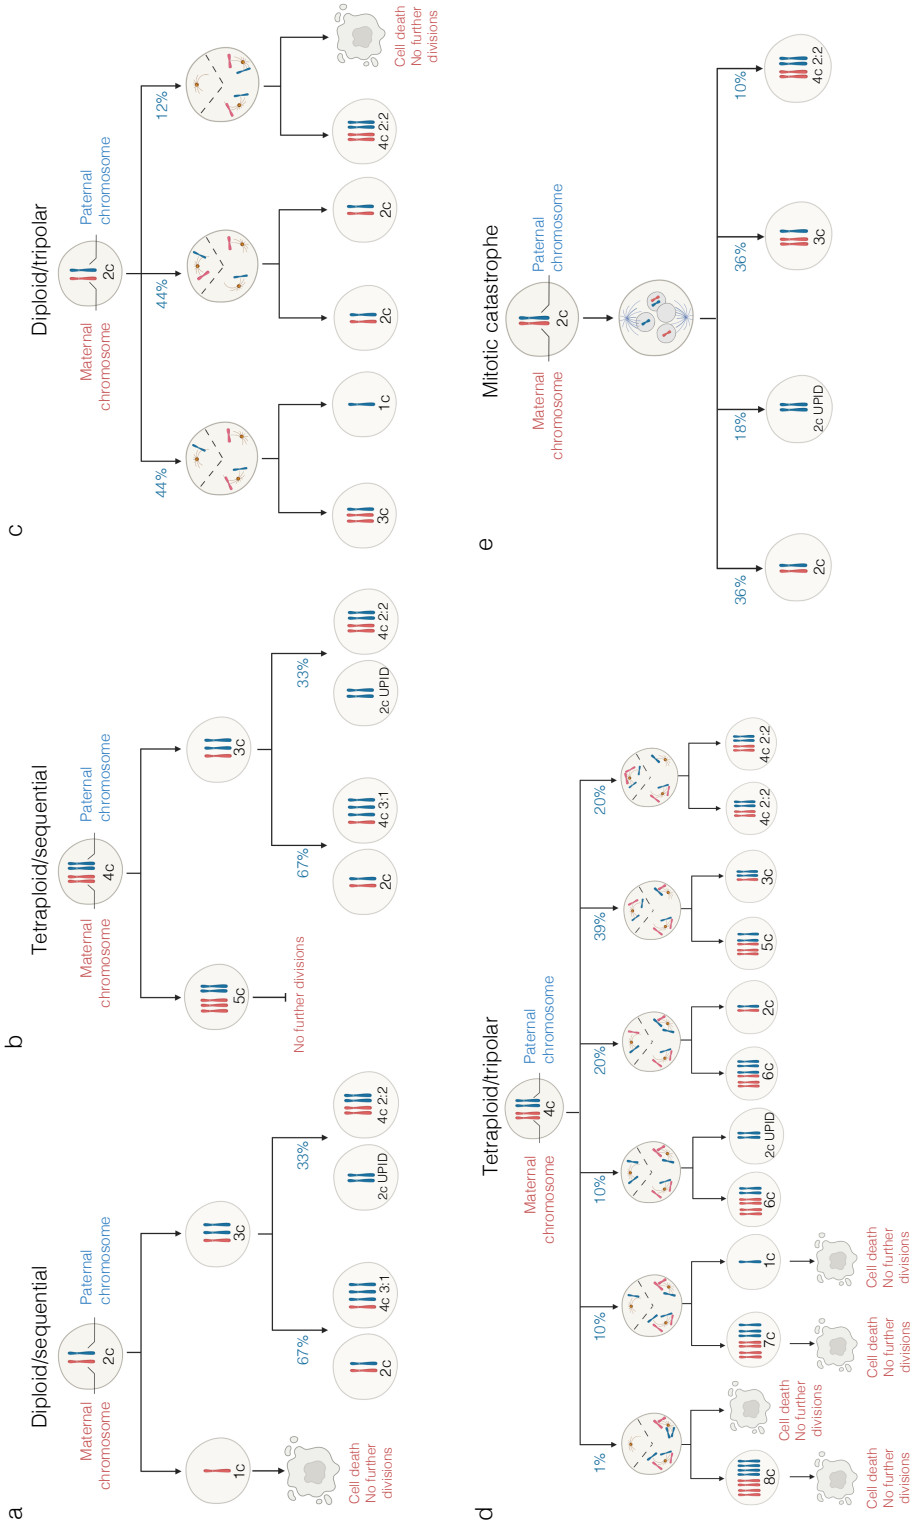 a
Diploid/sequential
Maternal
chromosome
Paternal
chromosome
2c
1c
Cell death
No further
divisions
3c
67%
33%
2c
4c 3:1
2c UPID
4c 2:2
b
Tetraploid/sequential
Maternal
chromosome
Paternal
chromosome
4c
5c
No further divisions
3c
67%
33%
2c
4c 3:1
2c UPID
4c 2:2
c
Diploid/tripolar
Maternal
chromosome
Paternal
chromosome
2c
44%
44%
12%
3c
1c
2c
2c
4c 2:2
Cell death
No further
divisions
d
Tetraploid/tripolar
Maternal
chromosome
Paternal
chromosome
4c
1%
10%
10%
20%
39%
20%
8c
Cell death
No further
divisions
Cell death
No further
divisions
7c
1c
Cell death
No further
divisions
Cell death
No further
divisions
6c
2c UPID
6c
2c
5c
3c
4c 2:2
4c 2:2
e
Mitotic catastrophe
Maternal
chromosome
Paternal
chromosome
2c
36%
18%
36%
10%
2c
2c UPID
3c
4c 2:2